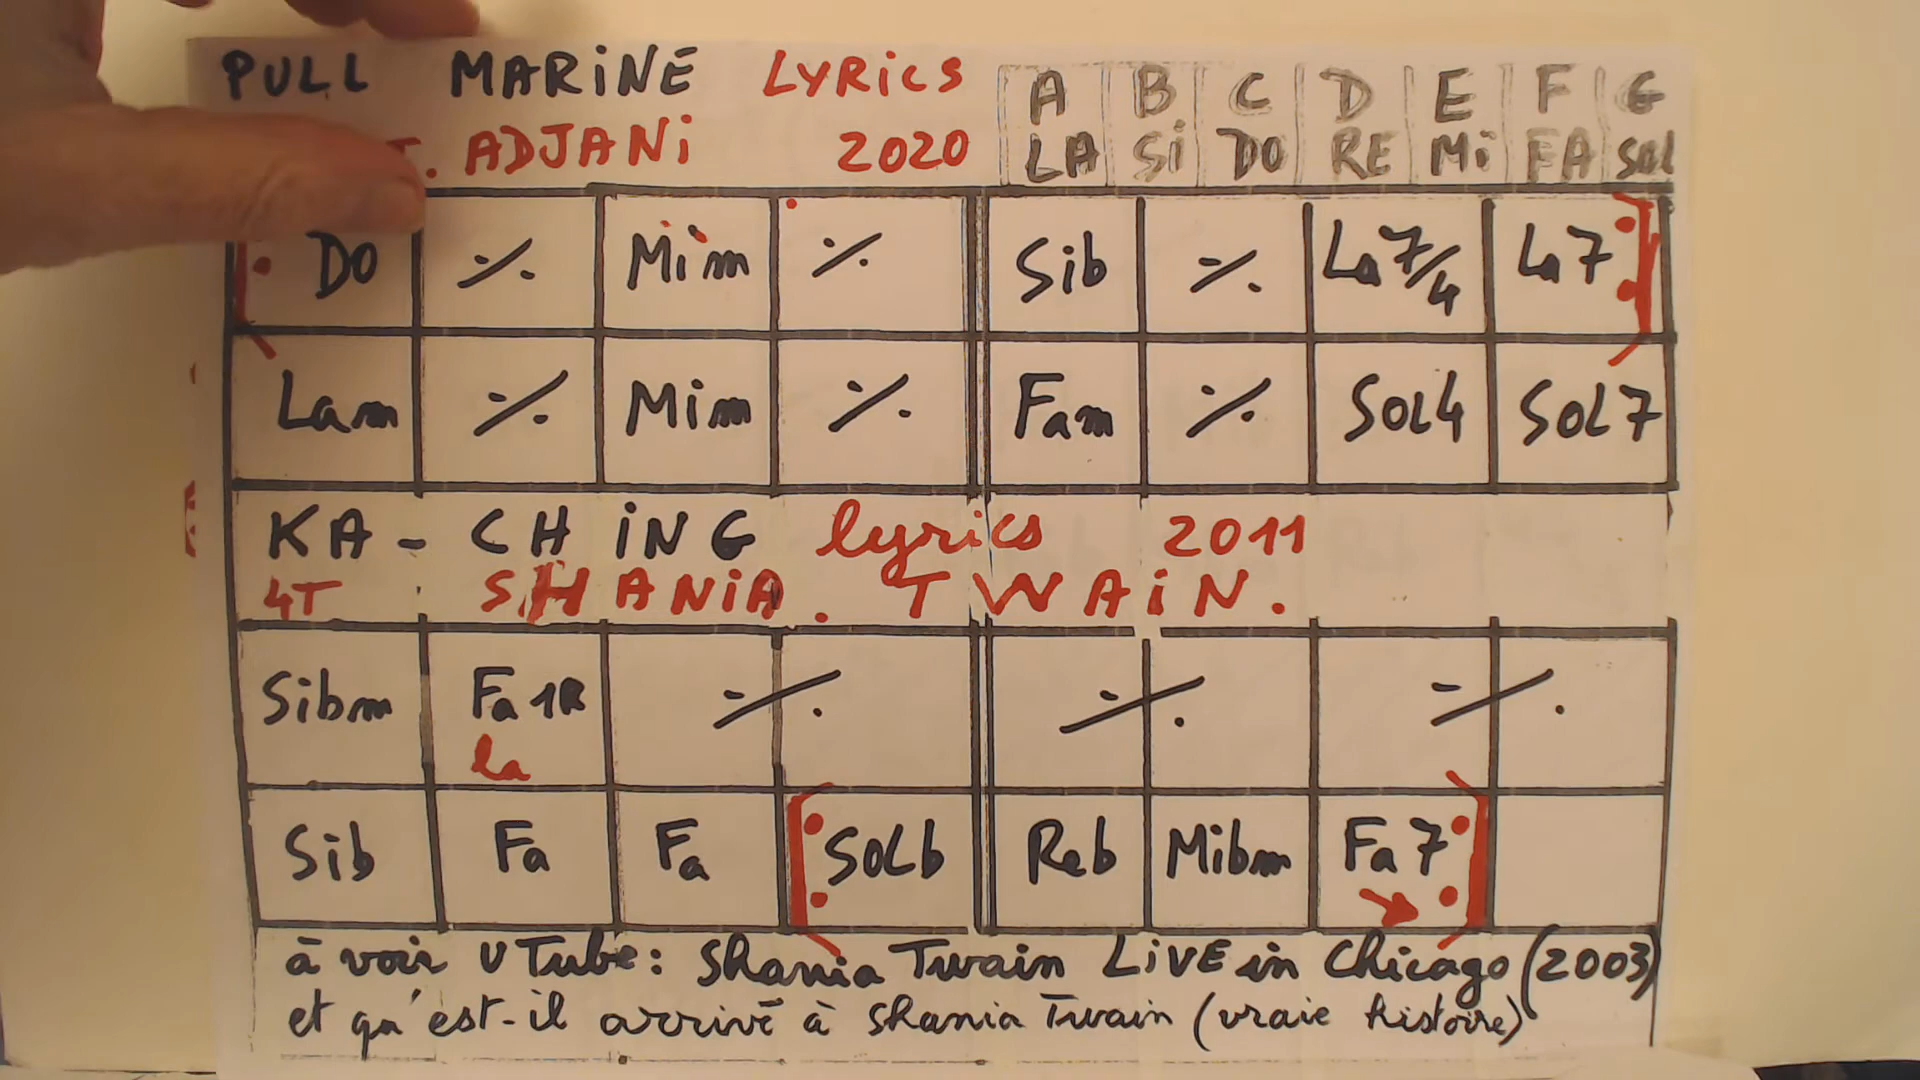 PULL MARiNE LYRiCS
I. ADJANi 2020
A B C D E F G
LA Si DO RE Mi FA SOL
DO ٪ Mim ٪ Sib ٪ La7/4 La7
Lam ٪ Mim ٪ Fam ٪ SOL4 SOL7
KA-CHiNG lyrics 2011
4T SHANiA. TWAiN.
Sibm Fa 1R ٪ ٪ ٪
la
Sib Fa Fa SOLb Reb Mibm Fa7
à voir UTube: Shania Twain LiVE in Chicago (2003)
et qu'est-il arrivé à Shania Twain (vraie histoire)